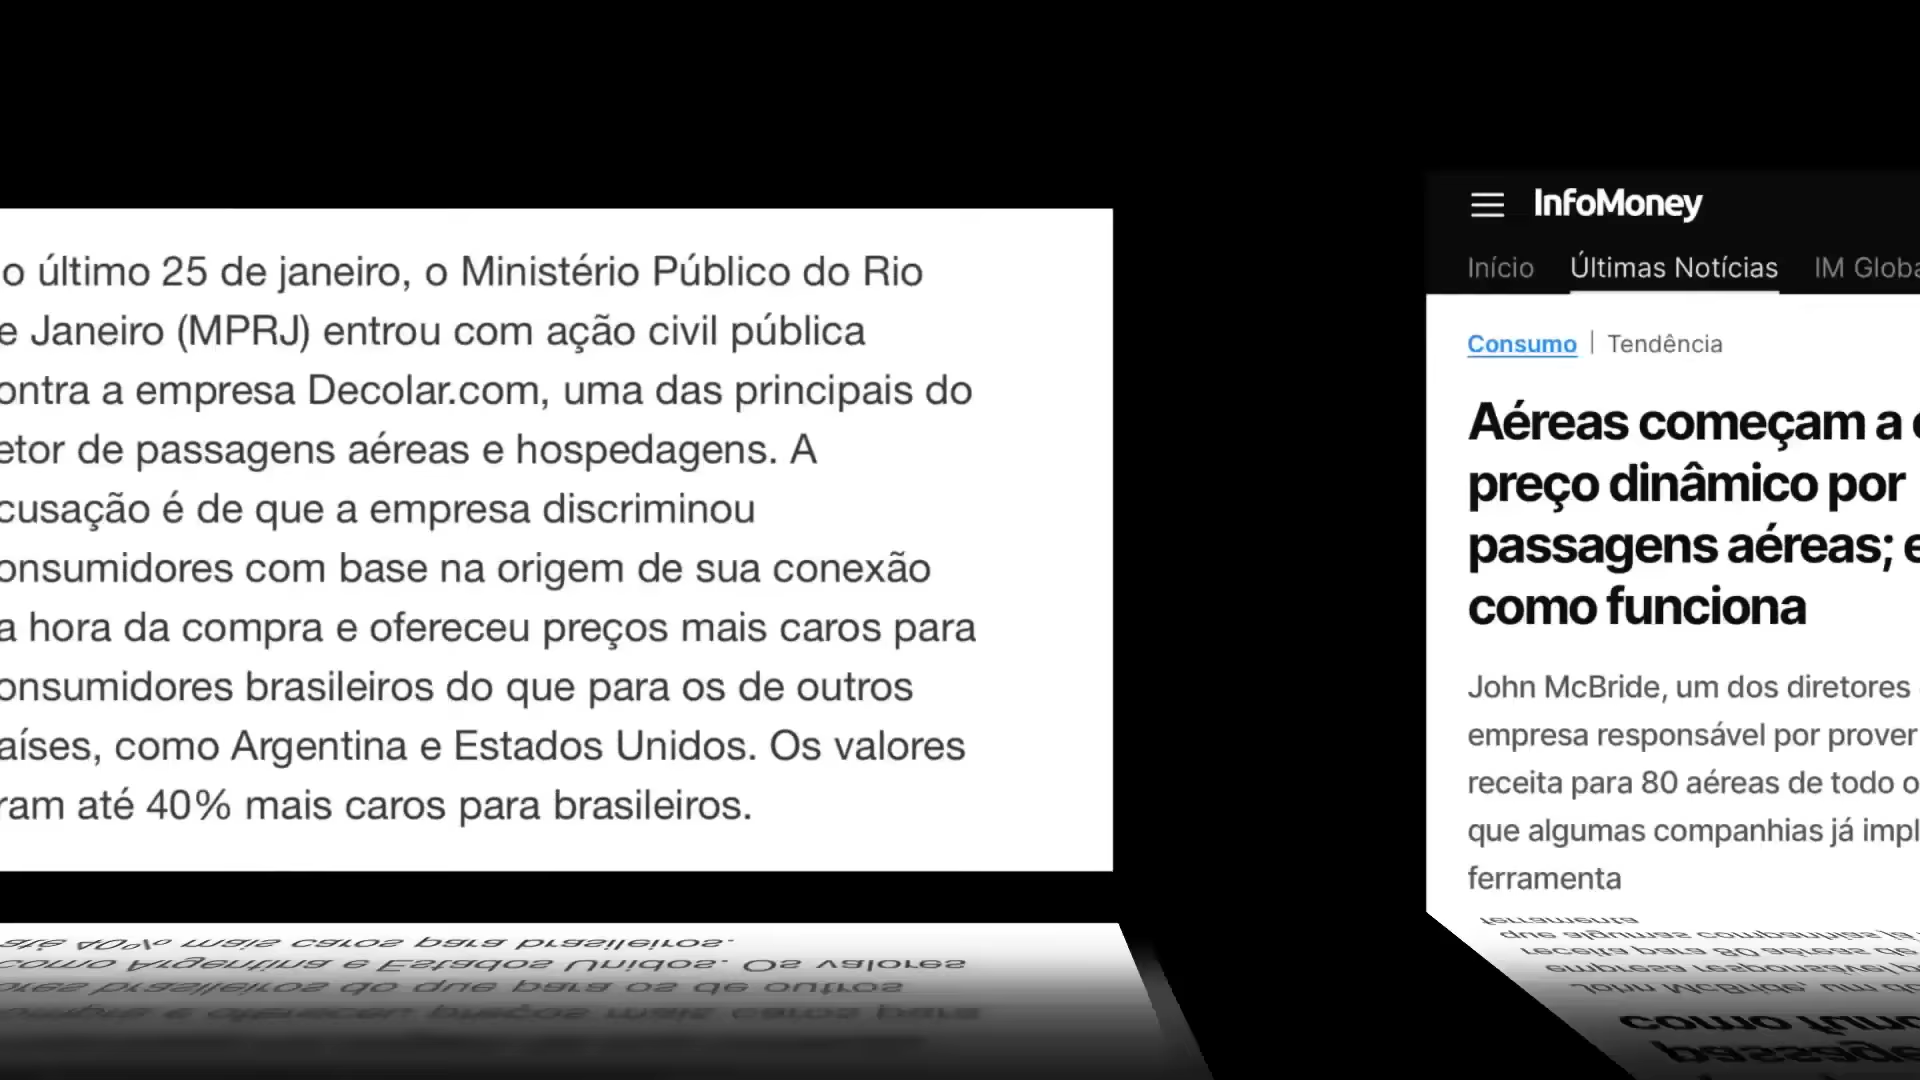 o último 25 de janeiro, o Ministério Público do Rio
e Janeiro (MPRJ) entrou com ação civil pública
ontra a empresa Decolar.com, uma das principais do
etor de passagens aéreas e hospedagens. A
cusação é de que a empresa discriminou
onsumidores com base na origem de sua conexão
a hora da compra e ofereceu preços mais caros para
onsumidores brasileiros do que para os de outros
aíses, como Argentina e Estados Unidos. Os valores
ram até 40% mais caros para brasileiros.
InfoMoney
Início Últimas Notícias IM Globa
Consumo | Tendência
Aéreas começam a
preço dinâmico por
passagens aéreas; e
como funciona
John McBride, um dos diretores
empresa responsável por prover
receita para 80 aéreas de todo o
que algumas companhias já impl
ferramenta